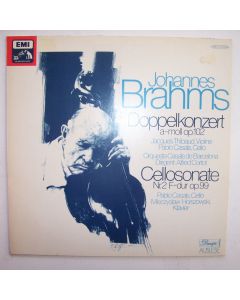 EMI
Johannes
Brahms
Doppelkonzert
a-moll op.102
Jacques Thibaud, Violine
Pablo Casals, Cello
Orquestra Casals de Barcelona
Dirigent: Alfred Cortot
Cellosonate
Nr.2 F-dur op.99
Pablo Casals, Cello
Mieczyslaw Horszowski,
Klavier